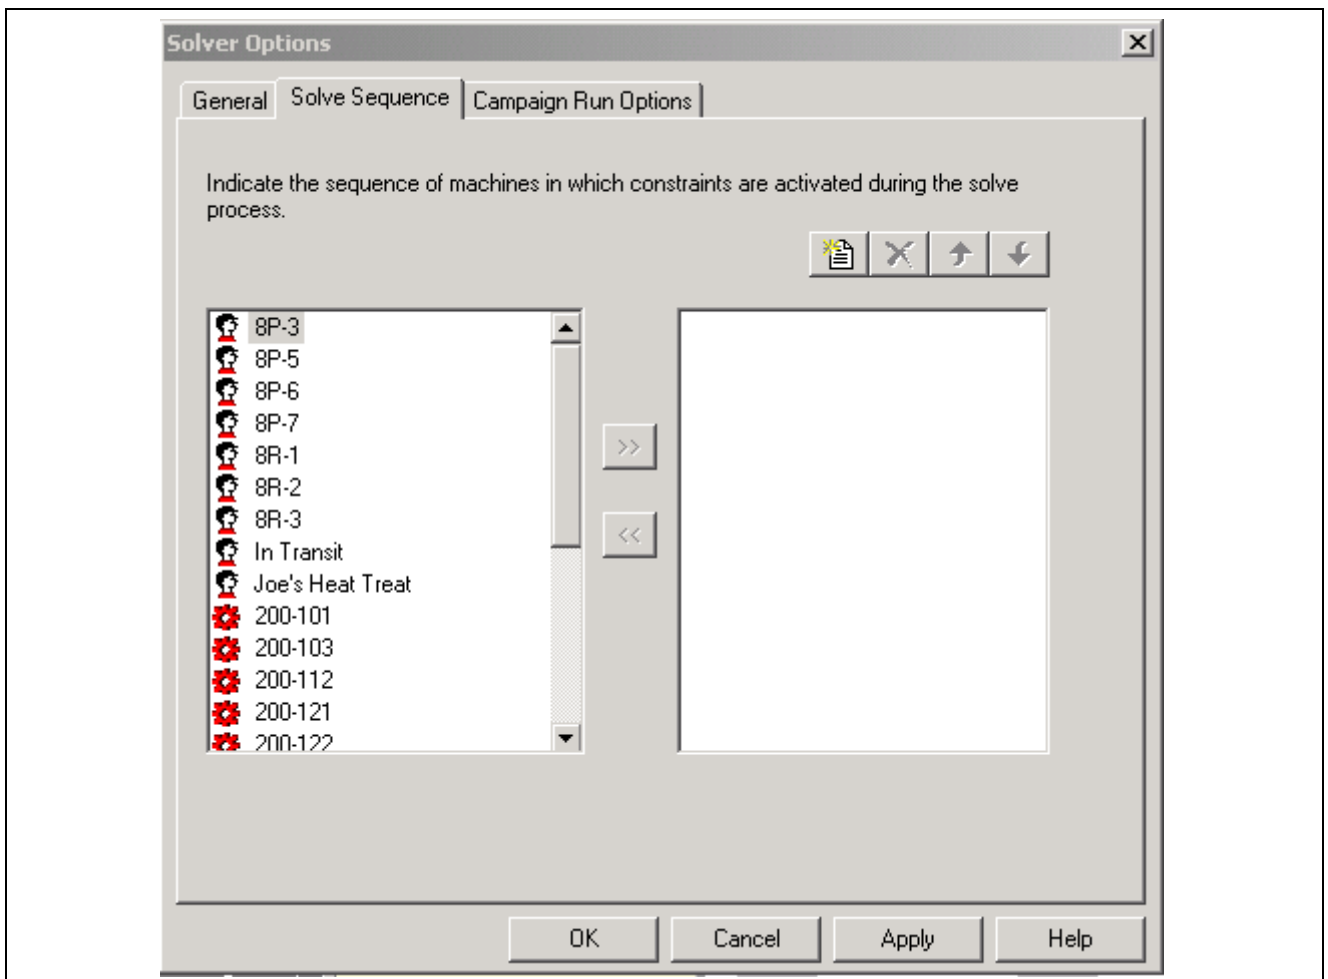 Solver Options
General
Solve Sequence
Campaign Run Options
Indicate the sequence of machines in which constraints are activated during the solve
process.
8P-3
8P-5
8P-6
8P-7
8R-1
8R-2
8R-3
In Transit
Joe's Heat Treat
200-101
200-103
200-112
200-121
200-122
>>
<<
OK
Cancel
Apply
Help